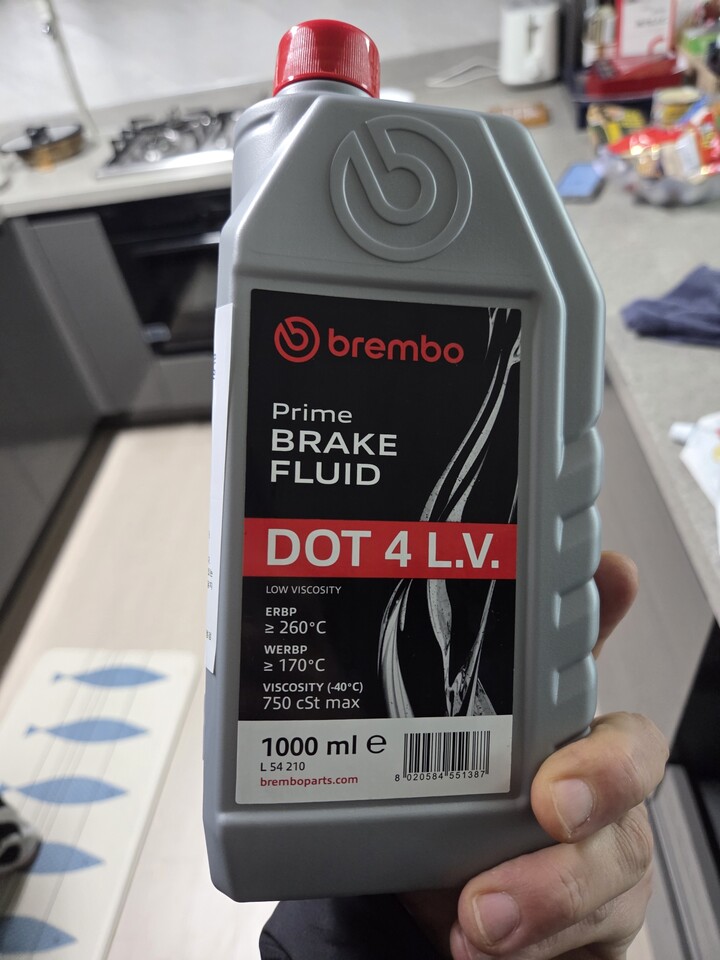 brembo
Prime
BRAKE
FLUID
DOT 4 L.V.
LOW VISCOSITY
ERBP
≥ 260°C
WERBP
≥ 170°C
VISCOSITY (-40°C)
750 cSt max
1000 ml ℮
L 54 210
bremboparts.com
8 020584 551387